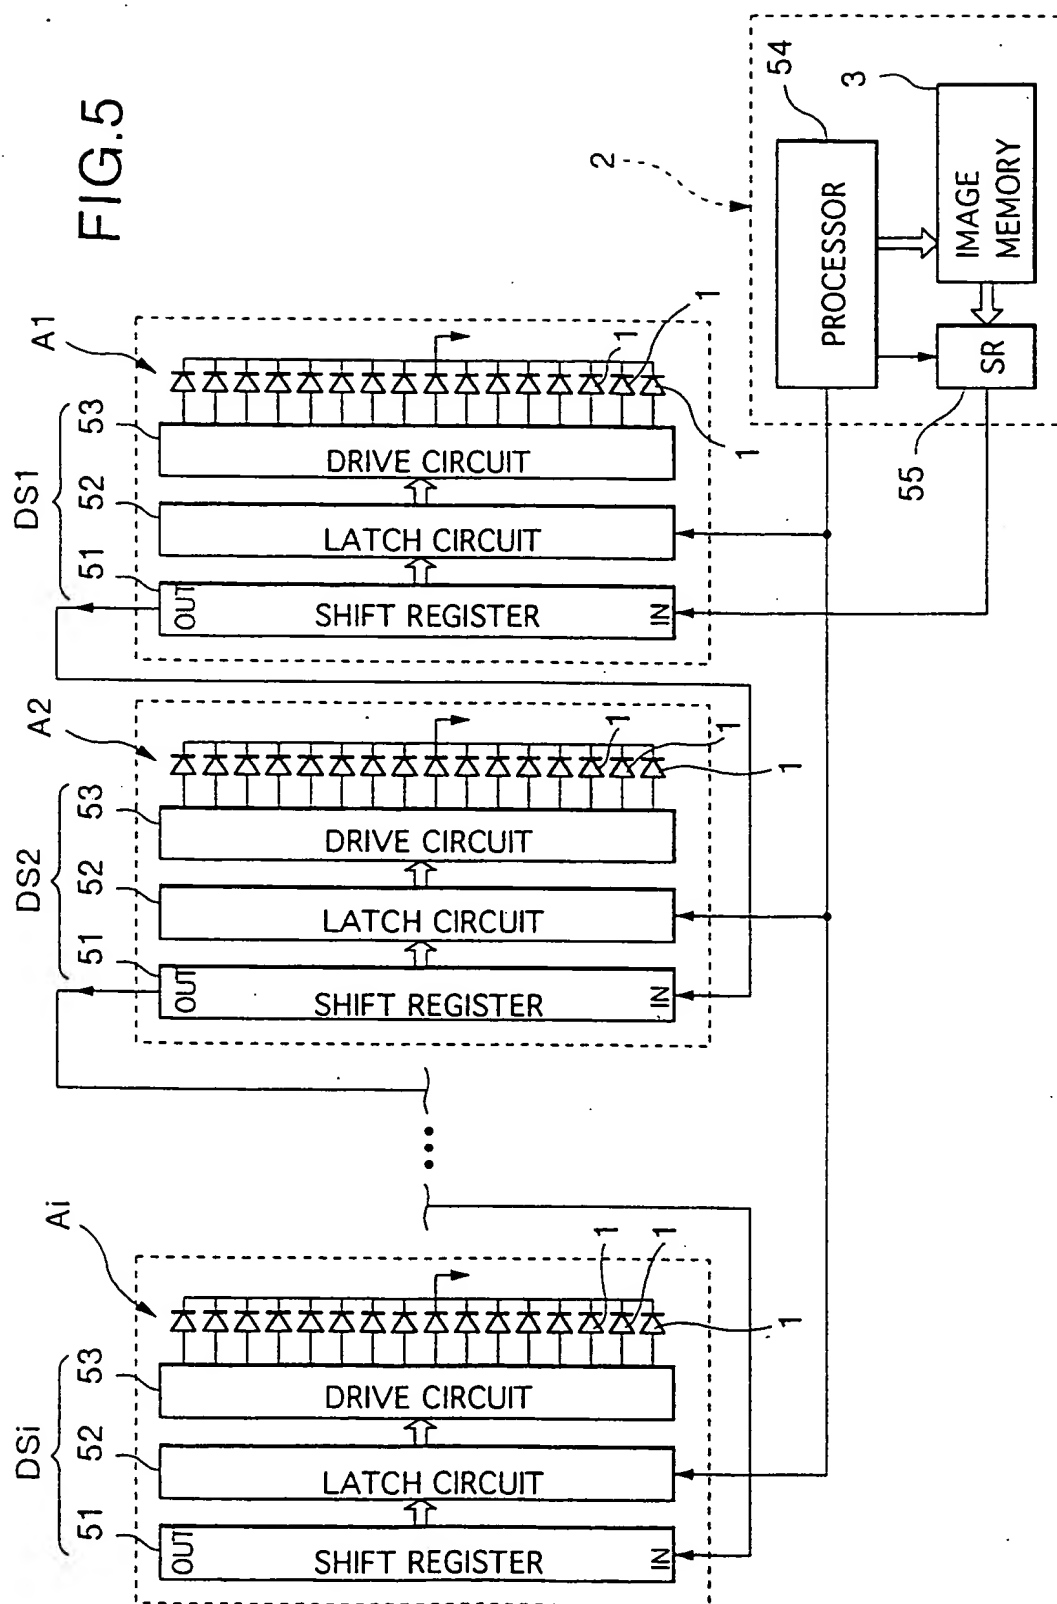 FIG.5
DS1
51
52
53
A1
OUT
SHIFT REGISTER
IN
LATCH CIRCUIT
DRIVE CIRCUIT
1
1
1
DS2
51
52
53
A2
OUT
SHIFT REGISTER
IN
LATCH CIRCUIT
DRIVE CIRCUIT
1
1
1
DSi
51
52
53
Ai
OUT
SHIFT REGISTER
IN
LATCH CIRCUIT
DRIVE CIRCUIT
1
1
1
2
54
PROCESSOR
3
IMAGE
MEMORY
SR
55